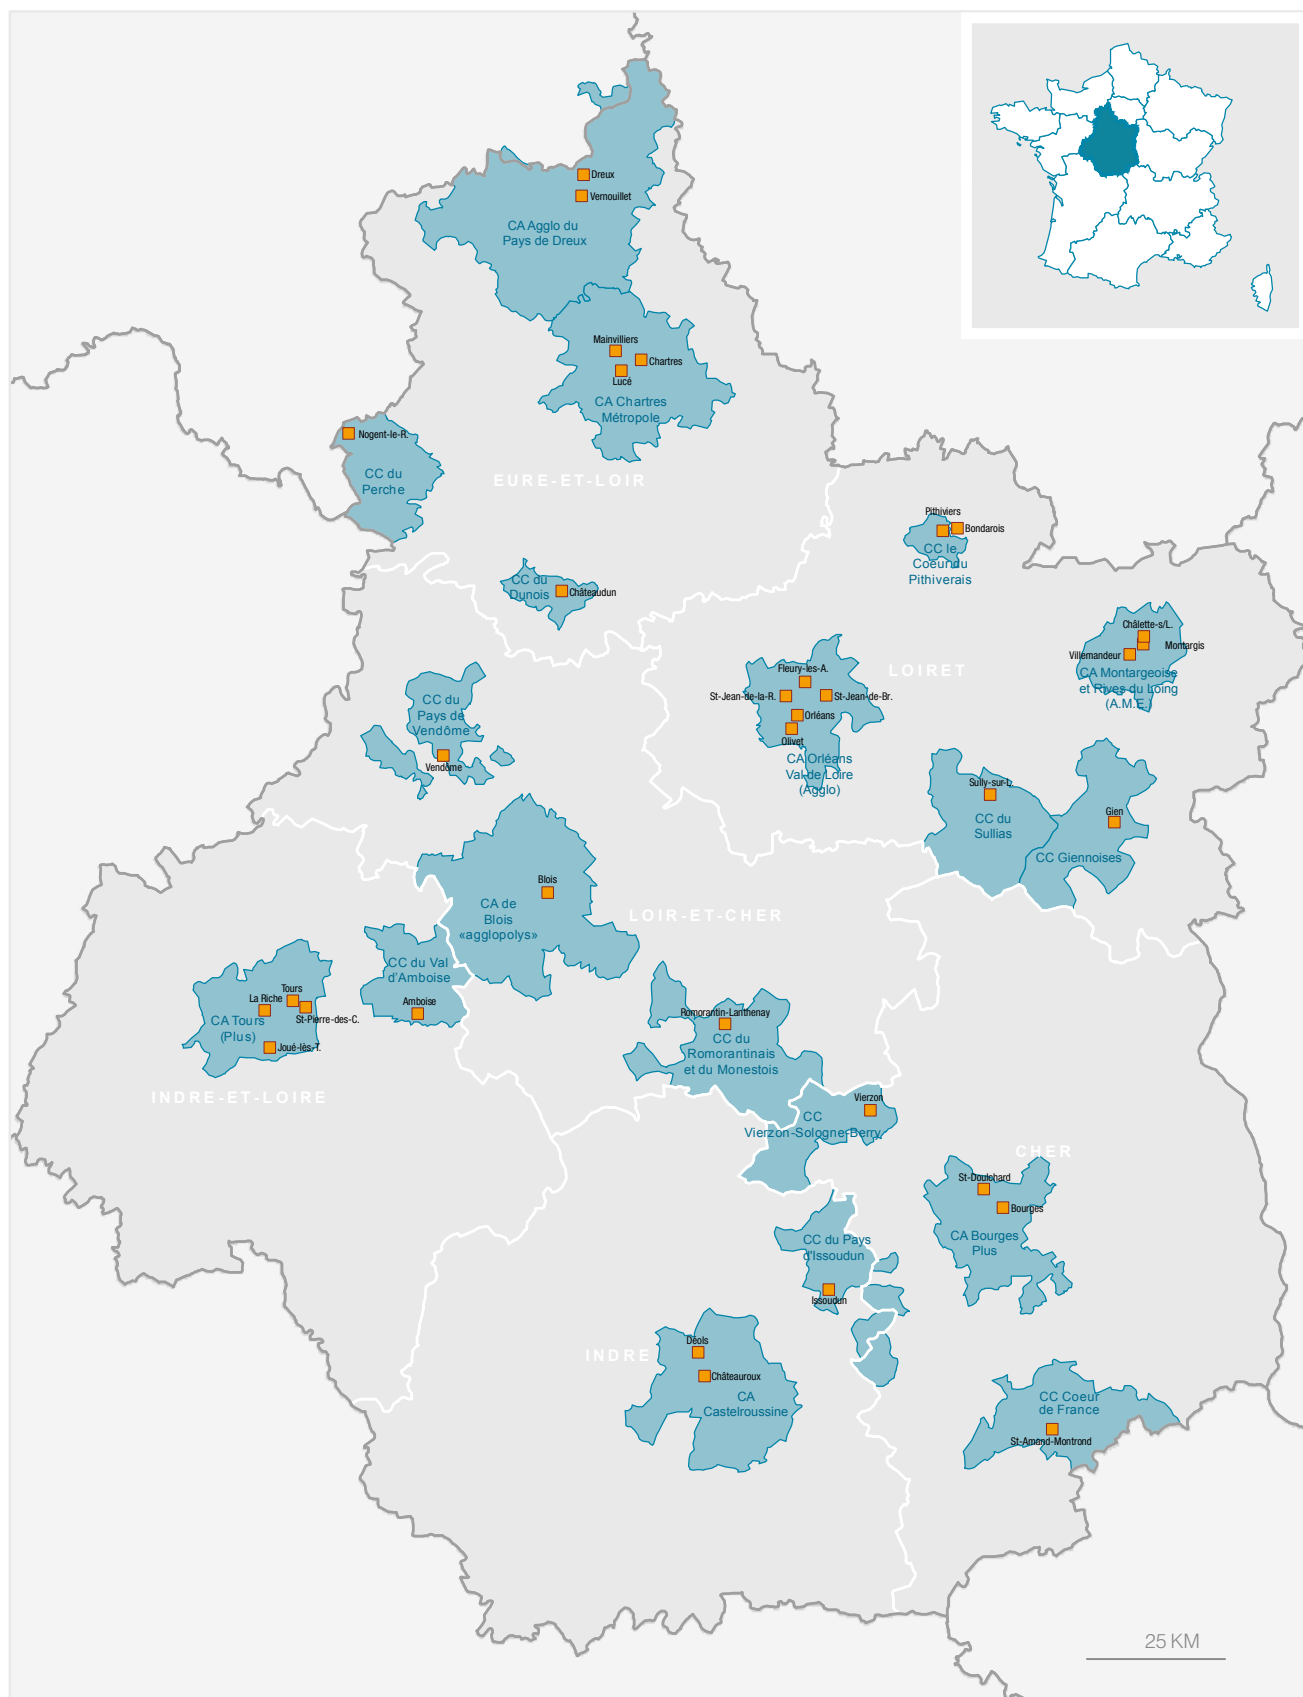 Dreux
Vernouillet
CA Agglo du
Pays de Dreux
Mainvilliers
Chartres
Lucé
CA Chartres
Métropole
Nogent-le-R.
CC du
Perche
EURE-ET-LOIR
Pithiviers
Bondarois
CC le
Coeur du
Pithiverais
CC du
Dunois
Châteaudun
Châlette-s/L.
Montargis
Villemandeur
CA Montargeoise
et Rives du Loing
(A.M.E.)
LOIRET
Fleury-les-A.
St-Jean-de-la-R.
St-Jean-de-Br.
Orléans
Olivet
CA Orléans
Val de Loire
(Agglo)
CC du
Pays de
Vendôme
Vendôme
Sully-sur-L.
CC du
Sullias
Gien
CC Giennoises
Blois
CA de
Blois
«agglopolys»
LOIR-ET-CHER
CC du Val
d'Amboise
Amboise
Tours
La Riche
St-Pierre-des-C.
CA Tours
(Plus)
Joué-lès-T.
INDRE-ET-LOIRE
Romorantin-Lanthenay
CC du
Romorantinais
et du Monestois
Vierzon
CC
Vierzon-Sologne-Berry
CHER
St-Doulchard
Bourges
CA Bourges
Plus
CC du Pays
d'Issoudun
Issoudun
INDRE
Déols
Châteauroux
CA
Castelroussine
CC Coeur
de France
St-Amand-Montrond
25 KM